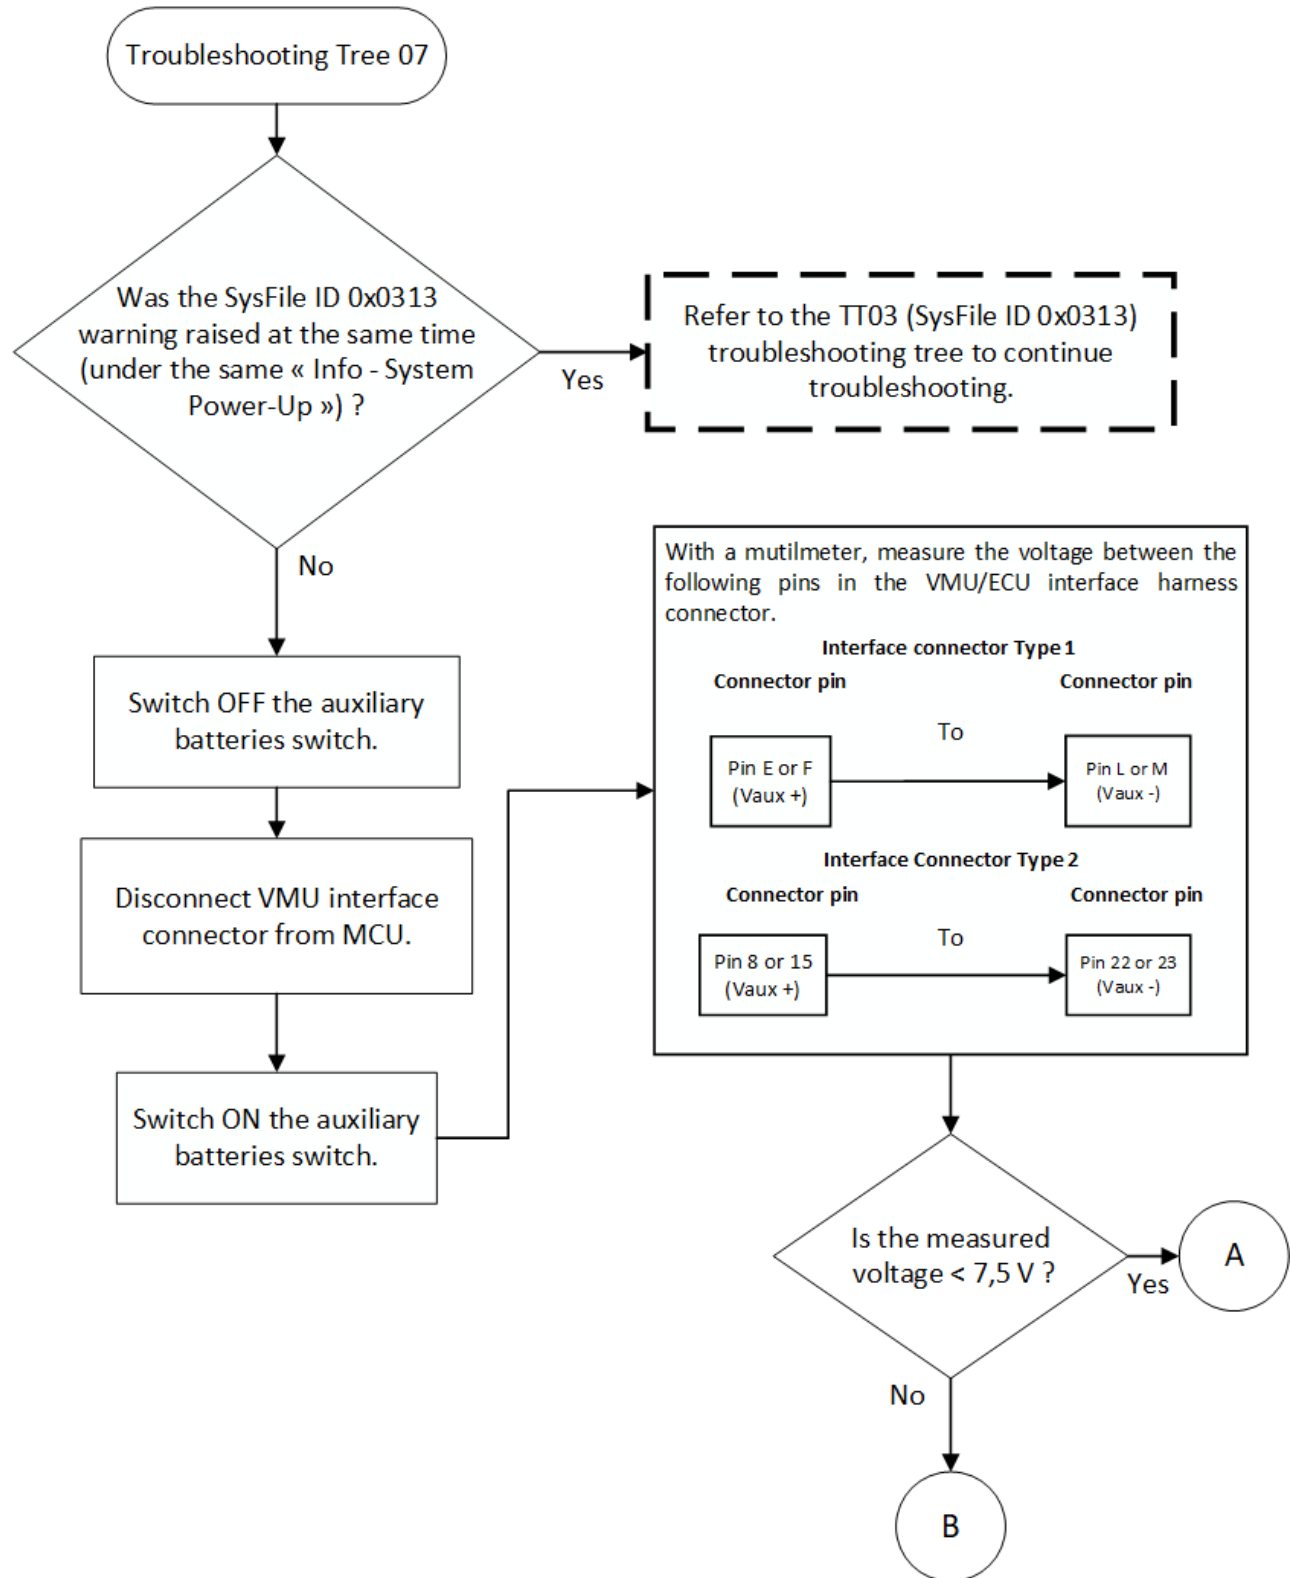 Troubleshooting Tree 07
Was the SysFile ID 0x0313
warning raised at the same time
(under the same « Info - System
Power-Up ») ?
Yes
Refer to the TT03 (SysFile ID 0x0313)
troubleshooting tree to continue
troubleshooting.
No
Switch OFF the auxiliary
batteries switch.
Disconnect VMU interface
connector from MCU.
Switch ON the auxiliary
batteries switch.
With a mutilmeter, measure the voltage between the
following pins in the VMU/ECU interface harness
connector.
Interface connector Type 1
Connector pin
Connector pin
Pin E or F
(Vaux +)
To
Pin L or M
(Vaux -)
Interface Connector Type 2
Connector pin
Connector pin
Pin 8 or 15
(Vaux +)
To
Pin 22 or 23
(Vaux -)
Is the measured
voltage < 7,5 V ?
Yes
A
No
B